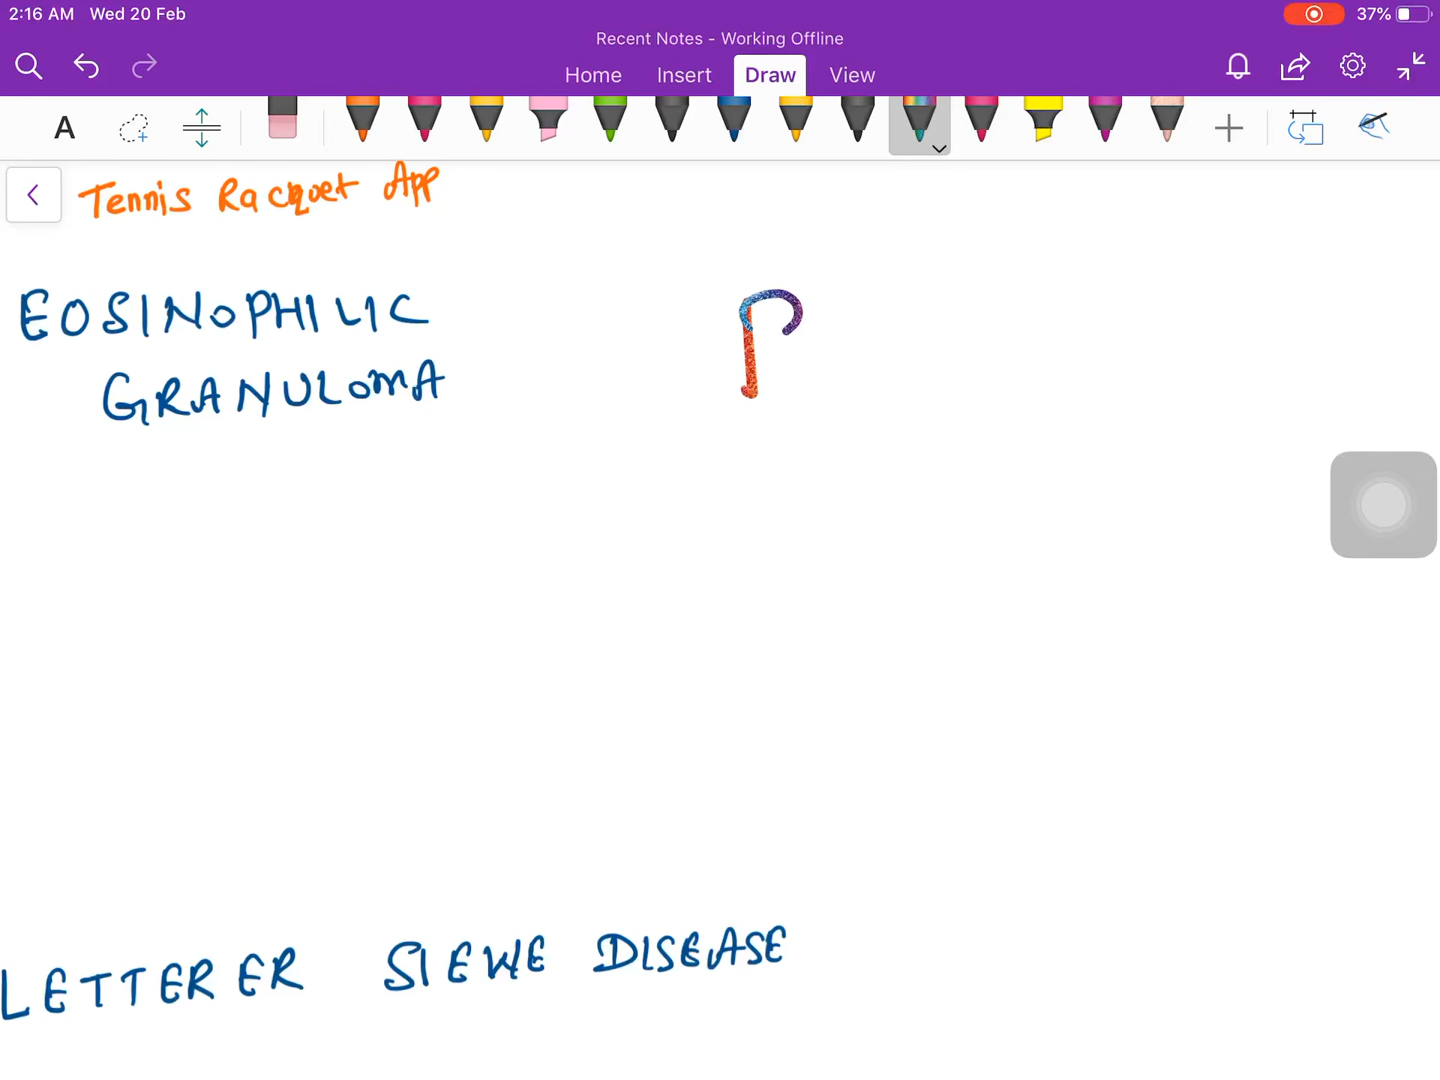 2:16 AM Wed 20 Feb
37%
Recent Notes - Working Offline
Home Insert Draw View
A
Tennis Racquet App
EOSINOPHILIC
GRANULOMA
LETTERER SIEWE DISEASE